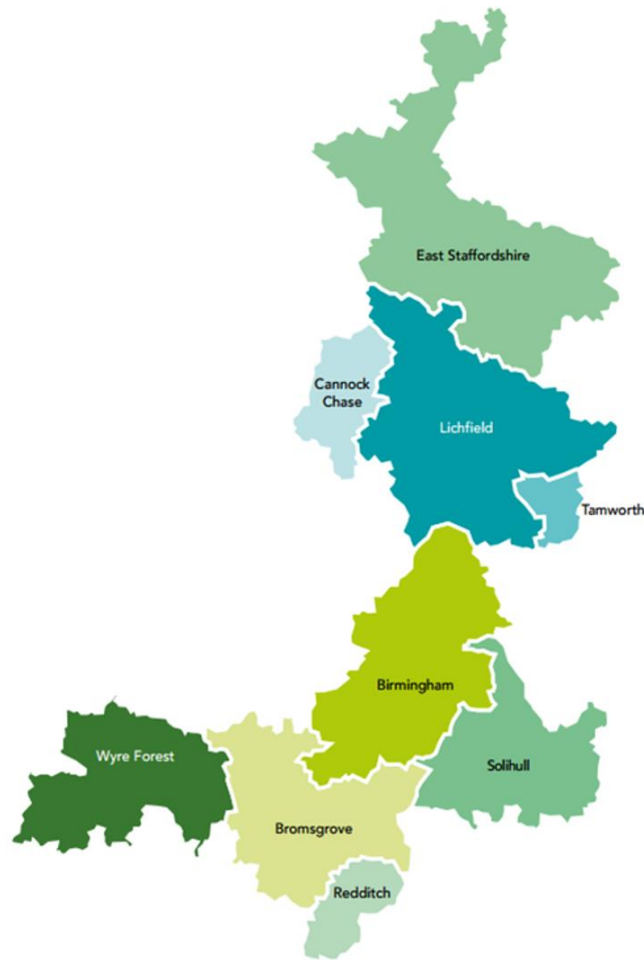 East Staffordshire
Cannock
Chase
Lichfield
Tamworth
Birmingham
Wyre Forest
Solihull
Bromsgrove
Redditch